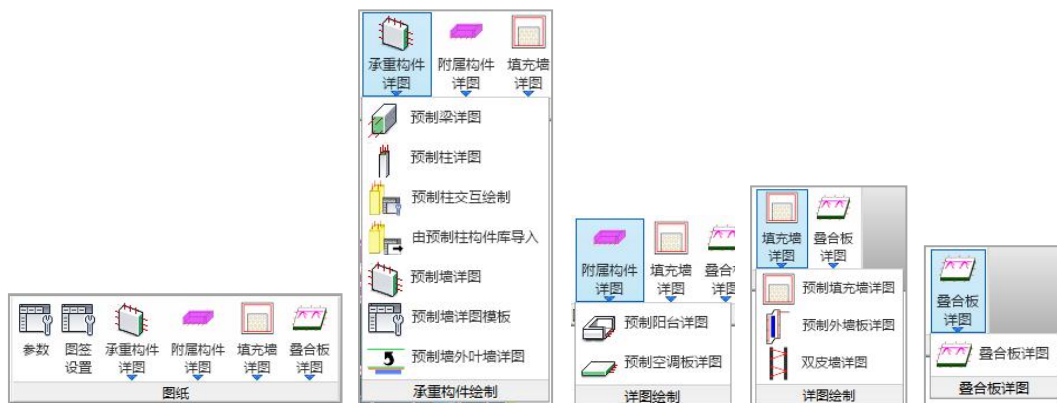 参数
图签
设置
承重构件
详图
附属构件
详图
填充墙
详图
叠合板
详图
图纸
承重构件
详图
附属构件
详图
填充墙
详图
预制梁详图
预制柱详图
预制柱交互绘制
由预制柱构件库导入
预制墙详图
预制墙详图模板
预制墙外叶墙详图
承重构件绘制
附属构件
详图
填充墙
详图
叠合
详图
预制阳台详图
预制空调板详图
详图绘制
填充墙
详图
叠合板
详图
预制填充墙详图
预制外墙板详图
双皮墙详图
详图绘制
叠合板
详图
叠合板详图
叠合板详图